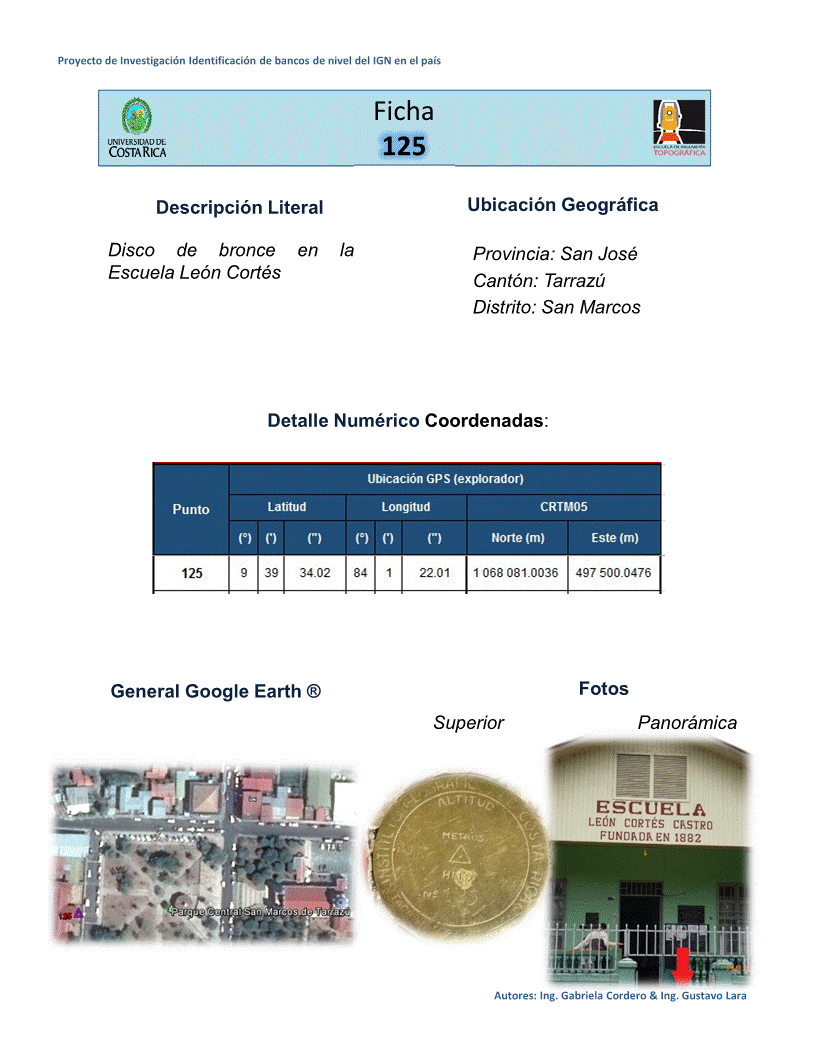 Proyecto de Investigación Identificación de bancos de nivel del IGN en el país
UNIVERSIDAD DE
COSTA RICA
Ficha
125
ESCUELA DE INGENIERÍA
TOPOGRÁFICA
Descripción Literal
Disco de bronce en la
Escuela León Cortés
Ubicación Geográfica
Provincia: San José
Cantón: Tarrazú
Distrito: San Marcos
Detalle Numérico Coordenadas:
Punto
Ubicación GPS (explorador)
Latitud Longitud CRTM05
(°) (') (") (°) (') (") Norte (m) Este (m)
125 9 39 34.02 84 1 22.01 1 068 081.0036 497 500.0476
General Google Earth ®
Fotos
Superior Panorámica
125
Parque Central San Marcos de Tarrazú
INSTITUTO GEOGRAFICO COSTA RICA
ALTITUD
METROS
Nº
ESCUELA
LEÓN CORTÉS CASTRO
FUNDADA EN 1882
Autores: Ing. Gabriela Cordero & Ing. Gustavo Lara